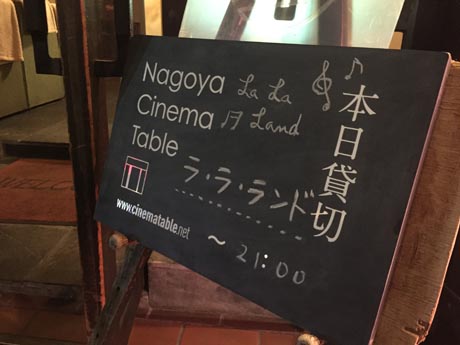 本日貸切
Nagoya
Cinema
Table
La La
Land
ラ・ラ・ランド
www.cinematable.net
～21:00
WELC